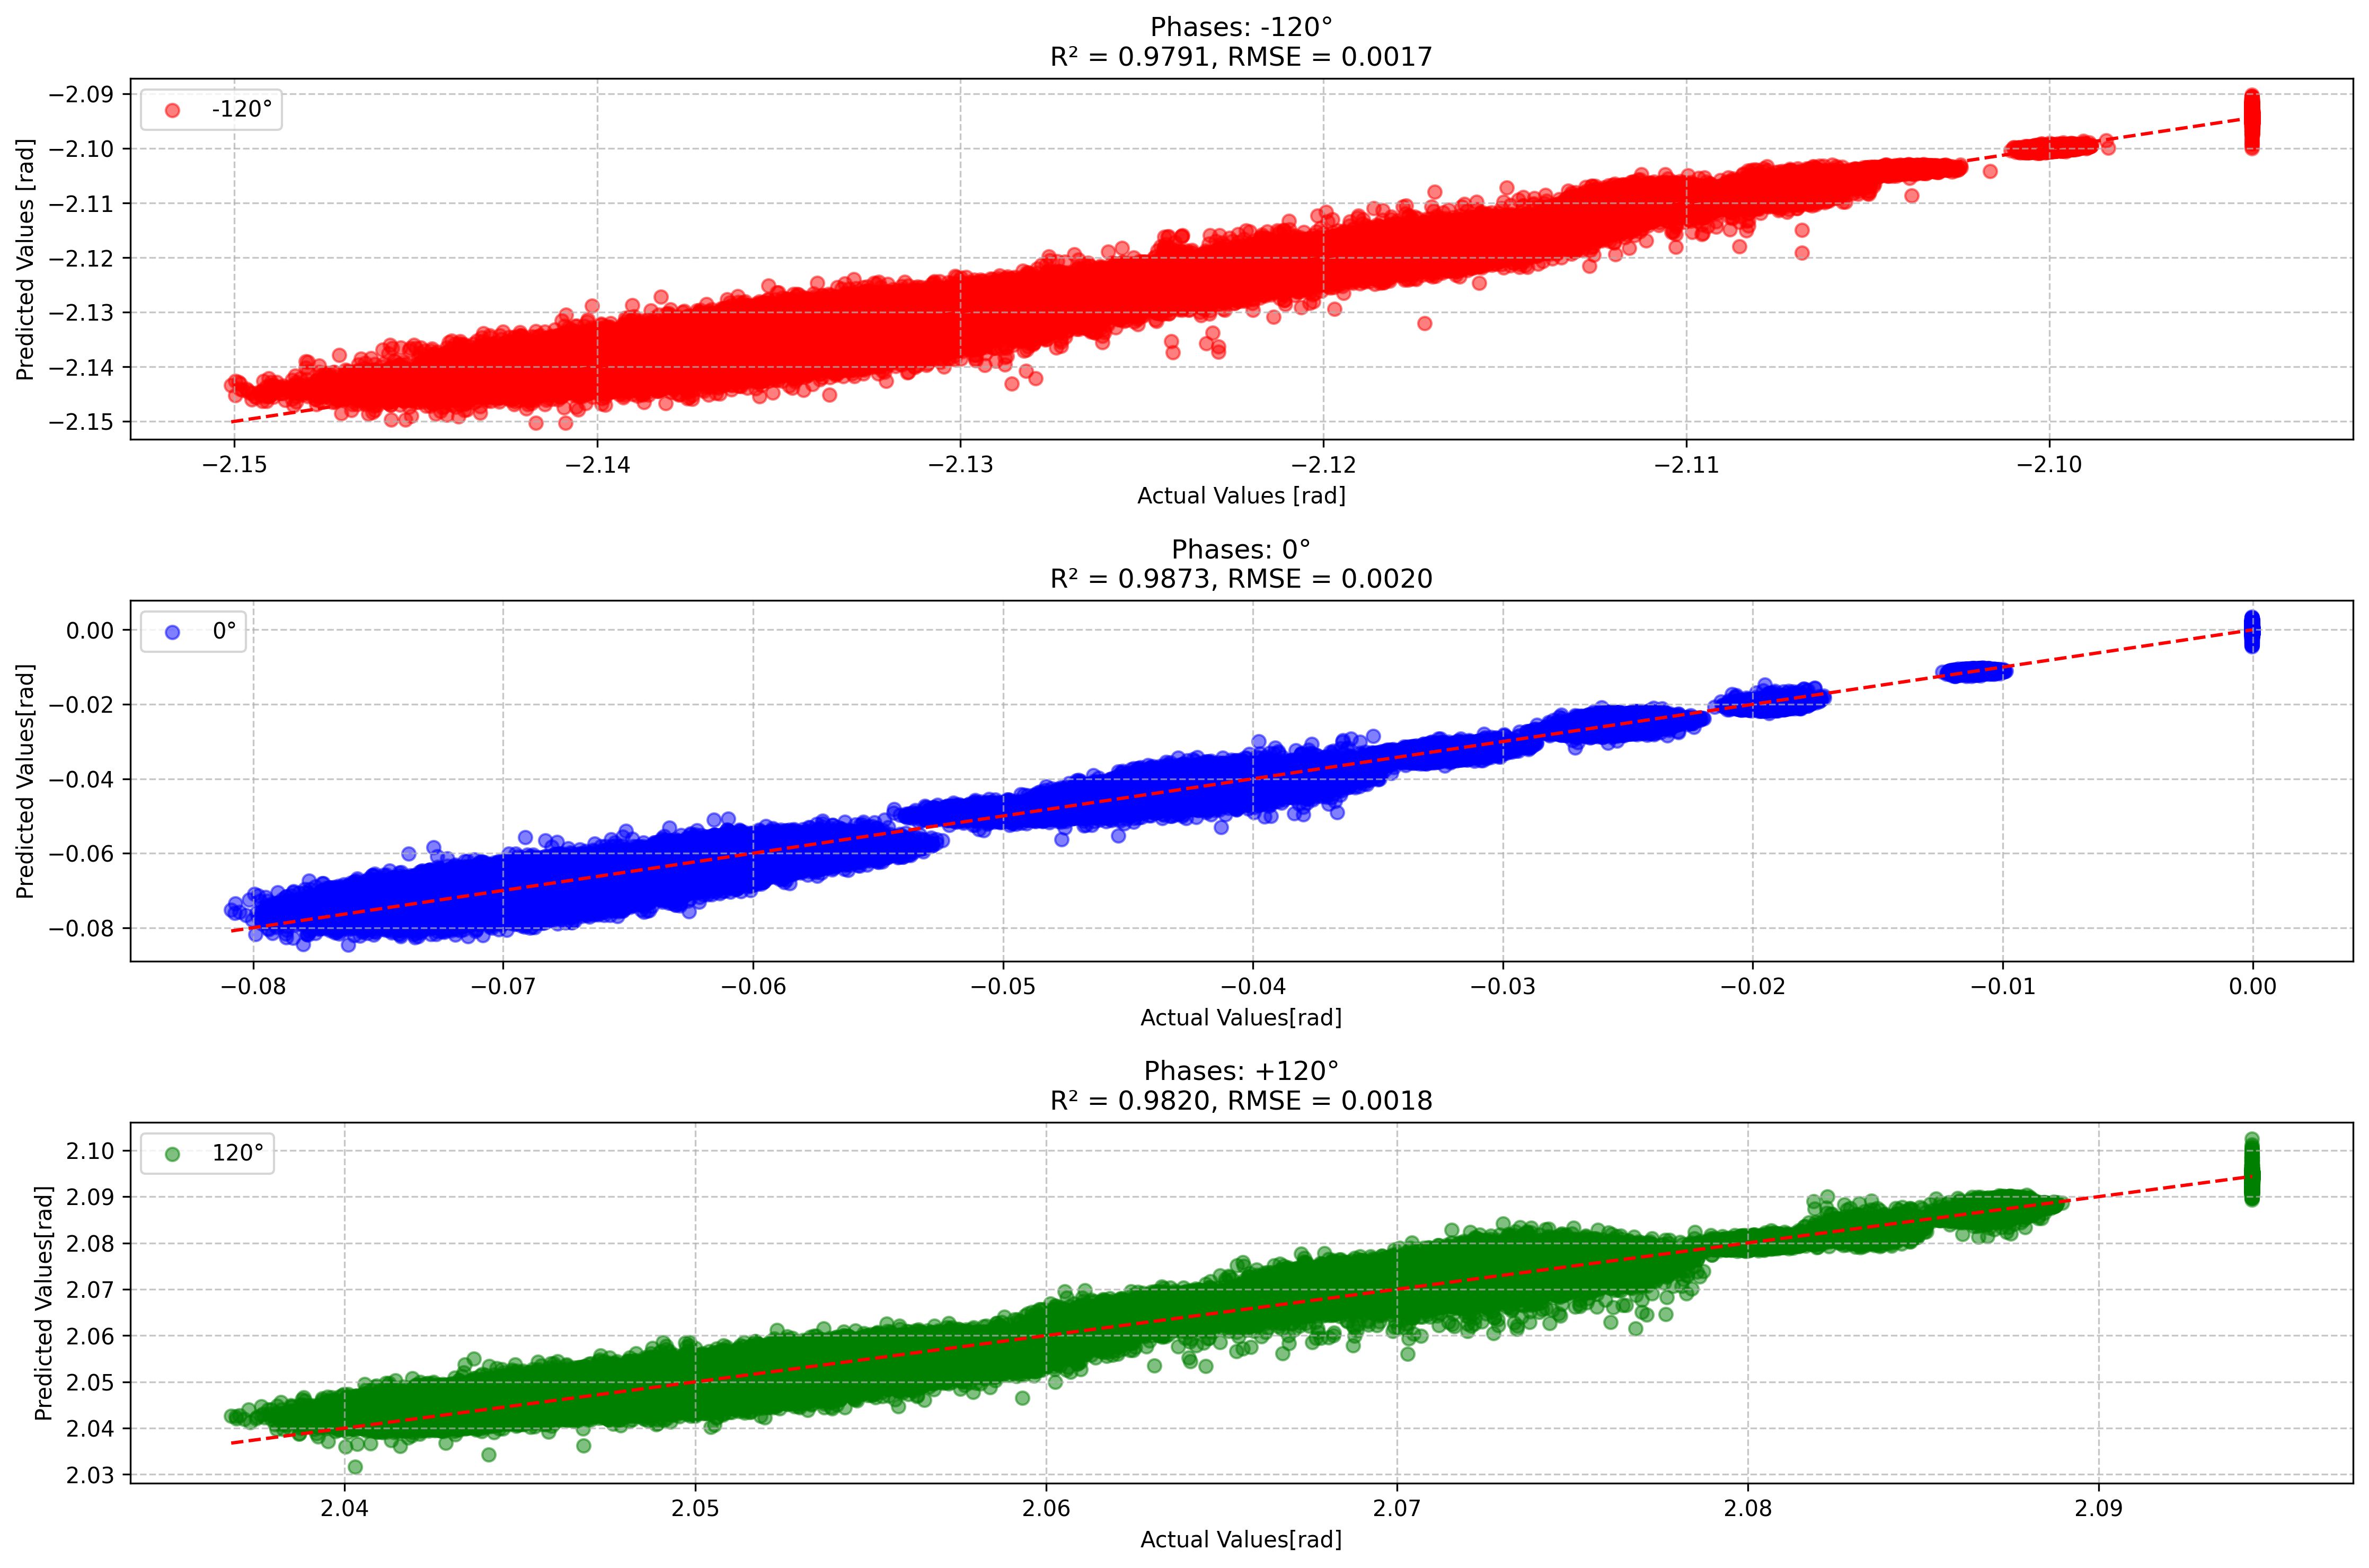 Phases: -120°
R² = 0.9791, RMSE = 0.0017
-120°
Predicted Values [rad]
−2.09
−2.10
−2.11
−2.12
−2.13
−2.14
−2.15
−2.15 −2.14 −2.13 −2.12 −2.11 −2.10
Actual Values [rad]
Phases: 0°
R² = 0.9873, RMSE = 0.0020
0°
Predicted Values[rad]
0.00
−0.02
−0.04
−0.06
−0.08
−0.08 −0.07 −0.06 −0.05 −0.04 −0.03 −0.02 −0.01 0.00
Actual Values[rad]
Phases: +120°
R² = 0.9820, RMSE = 0.0018
120°
Predicted Values[rad]
2.10
2.09
2.08
2.07
2.06
2.05
2.04
2.03
2.04 2.05 2.06 2.07 2.08 2.09
Actual Values[rad]